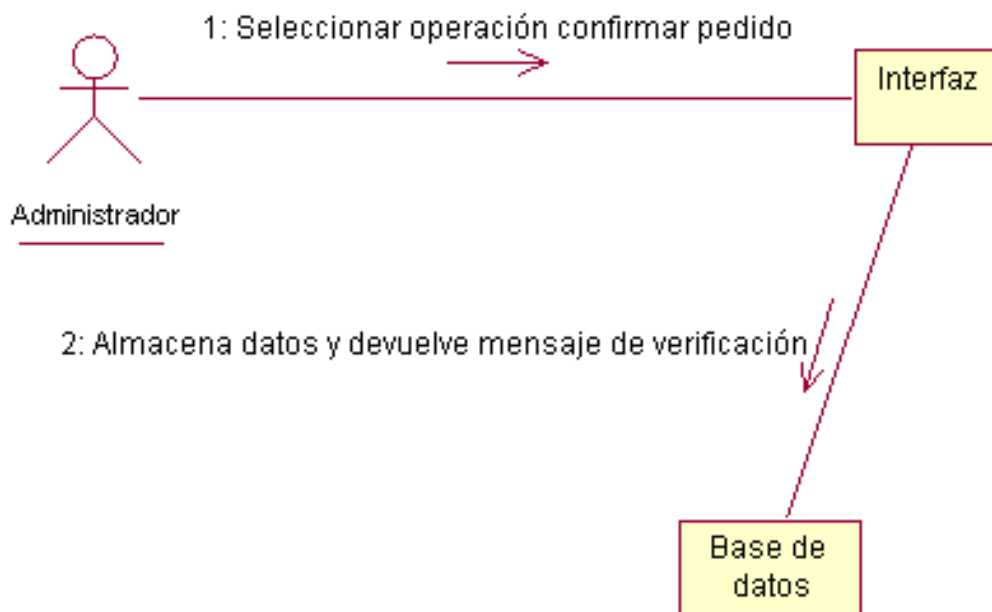 1: Seleccionar operación confirmar pedido
Interfaz
Administrador
2: Almacena datos y devuelve mensaje de verificación
Base de
datos